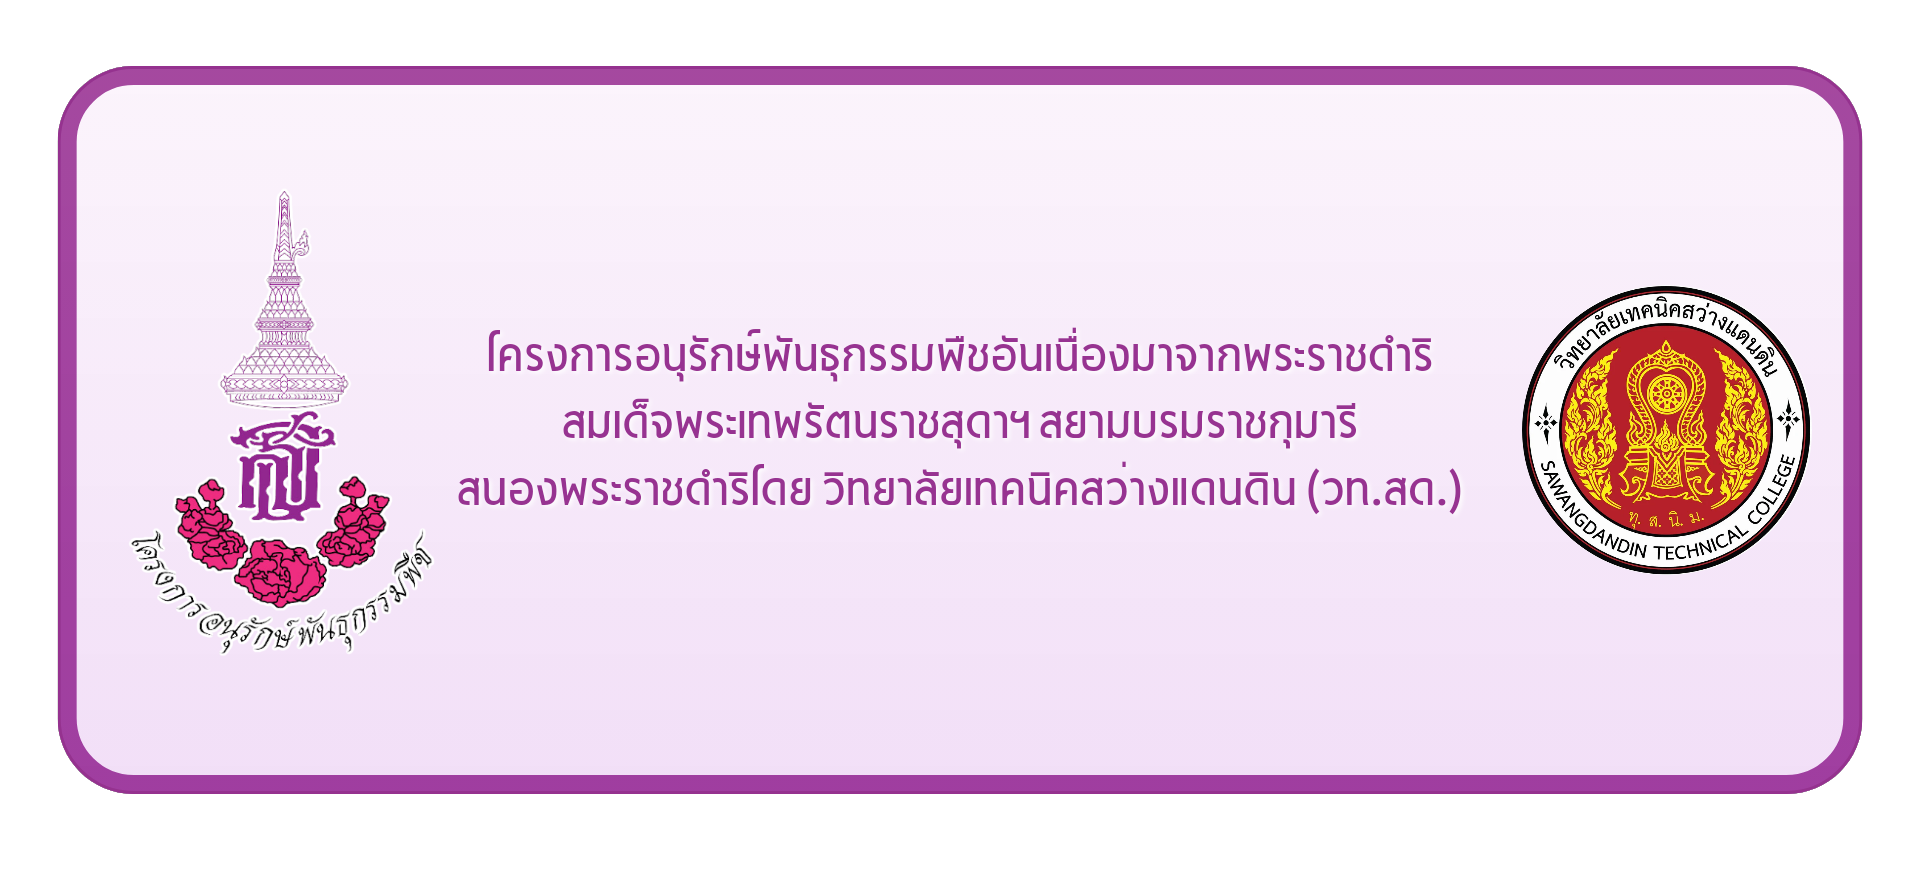 โครงการอนุรักษ์พันธุกรรมพืชอันเนื่องมาจากพระราชดำริ
สมเด็จพระเทพรัตนราชสุดาฯ สยามบรมราชกุมารี
สนองพระราชดำริโดย วิทยาลัยเทคนิคสว่างแดนดิน (วท.สด.)
โครงการอนุรักษ์พันธุกรรมพืช
วิทยาลัยเทคนิคสว่างแดนดิน
ทุ. ส. นิ. ม.
SAWANGDANDIN TECHNICAL COLLEGE